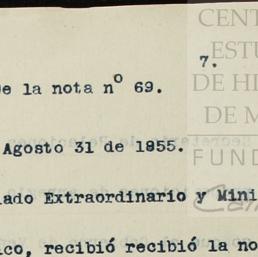 CENT
ESTU
DE HI
DE M
FUND
7.
e la nota nº 69.
Agosto 31 de 1855.
ado Extraordinario y Mini
ico, recibió recibió la no